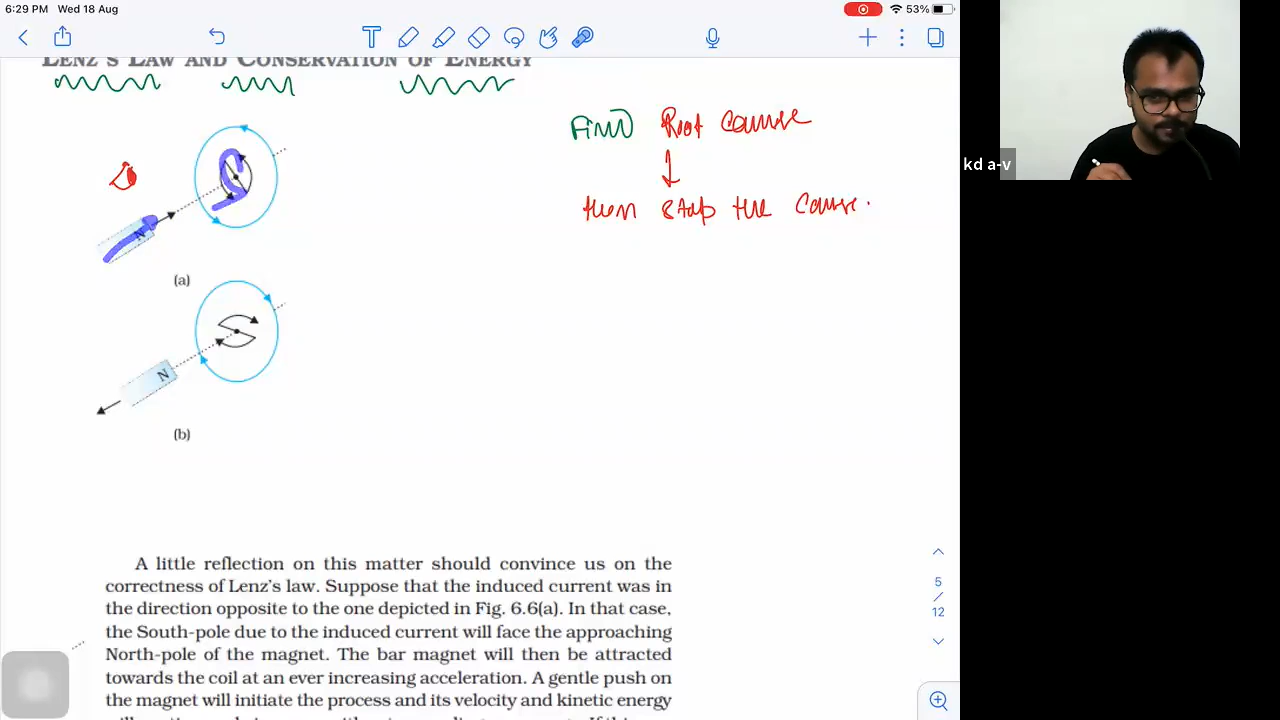 6:29 PM Wed 18 Aug
53%
LENZ'S LAW AND CONSERVATION OF ENERGY
Find Root Cause
then stop the cause.
N
(a)
N
(b)
kd a-v
5
/
12
A little reflection on this matter should convince us on the
correctness of Lenz's law. Suppose that the induced current was in
the direction opposite to the one depicted in Fig. 6.6(a). In that case,
the South-pole due to the induced current will face the approaching
North-pole of the magnet. The bar magnet will then be attracted
towards the coil at an ever increasing acceleration. A gentle push on
the magnet will initiate the process and its velocity and kinetic energy